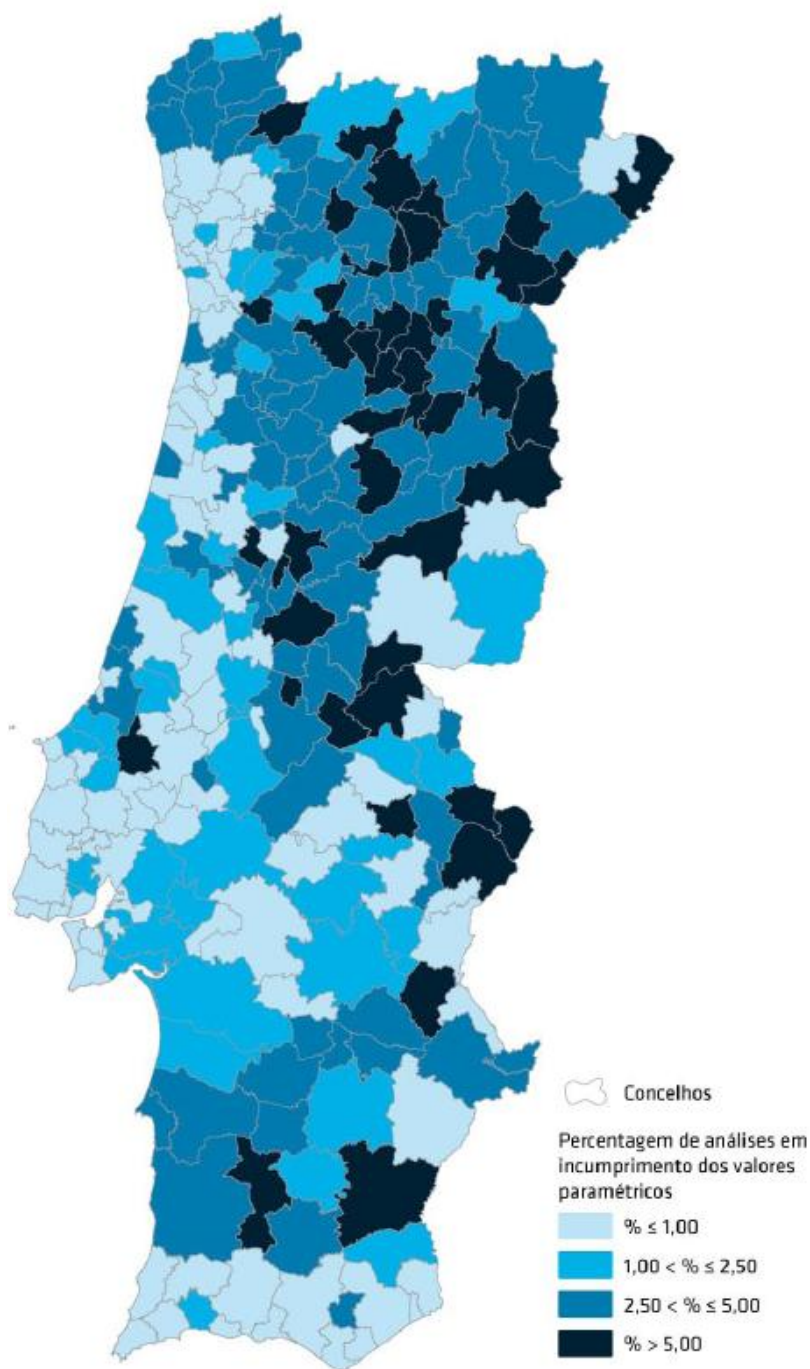 Concelhos
Percentagem de análises em
incumprimento dos valores
paramétricos
% ≤ 1,00
1,00 < % ≤ 2,50
2,50 < % ≤ 5,00
% > 5,00